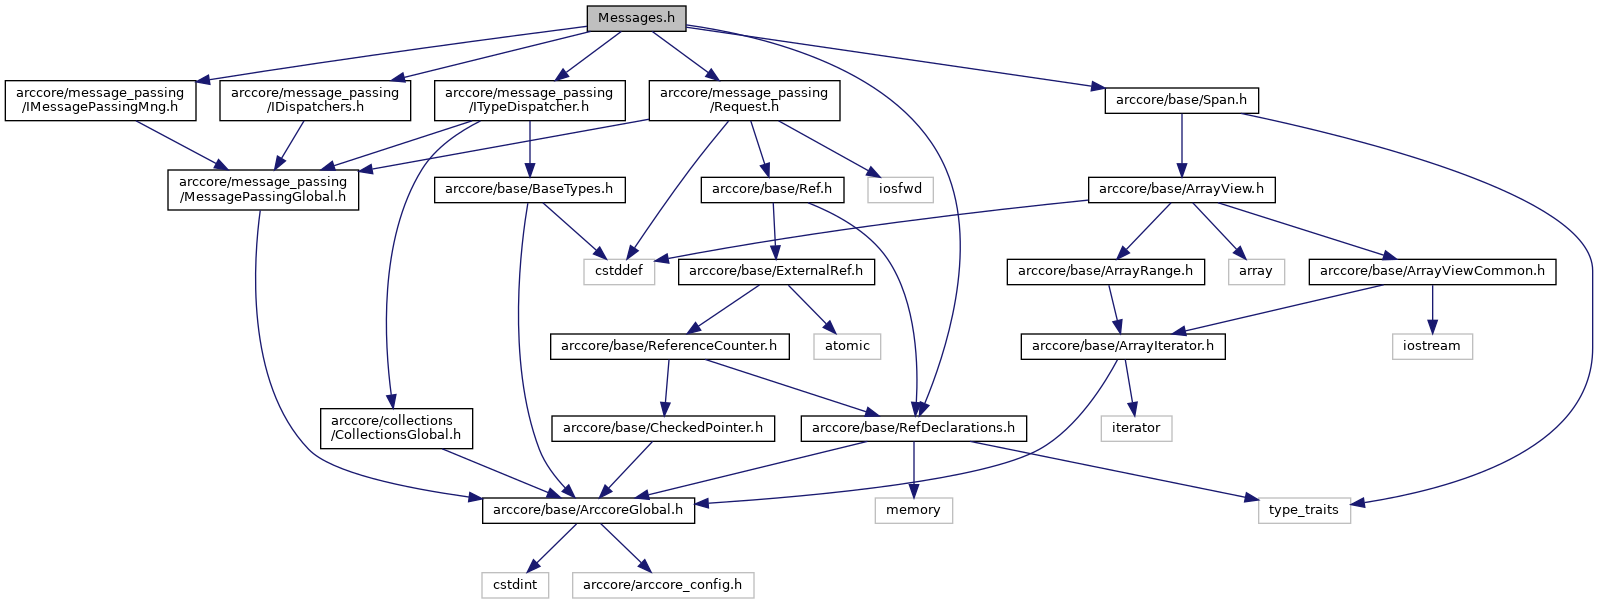 Messages.h
arccore/message_passing
/IMessagePassingMng.h
arccore/message_passing
/IDispatchers.h
arccore/message_passing
/ITypeDispatcher.h
arccore/message_passing
/Request.h
arccore/base/Span.h
arccore/message_passing
/MessagePassingGlobal.h
arccore/base/BaseTypes.h
arccore/base/Ref.h
iosfwd
arccore/base/ArrayView.h
cstddef
arccore/base/ExternalRef.h
arccore/base/ArrayRange.h
array
arccore/base/ArrayViewCommon.h
arccore/base/ReferenceCounter.h
atomic
arccore/base/ArrayIterator.h
iostream
arccore/collections
/CollectionsGlobal.h
arccore/base/CheckedPointer.h
arccore/base/RefDeclarations.h
iterator
arccore/base/ArccoreGlobal.h
memory
type_traits
cstdint
arccore/arccore_config.h